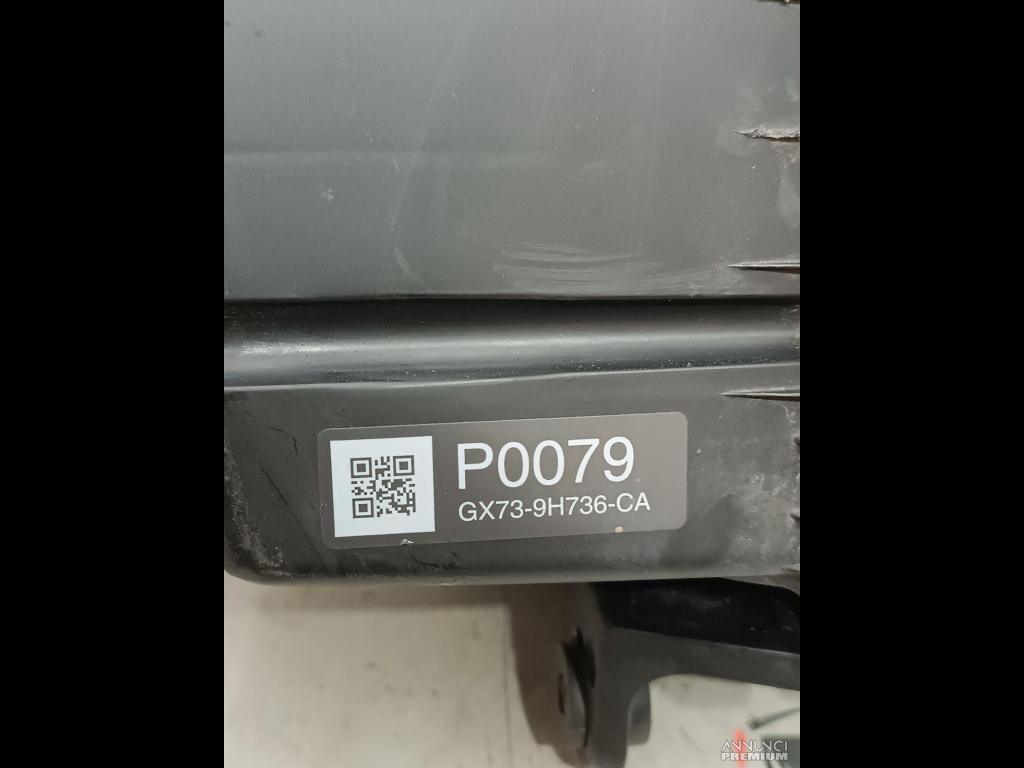 P0079
GX73-9H736-CA
ANNUNCI
PREMIUM